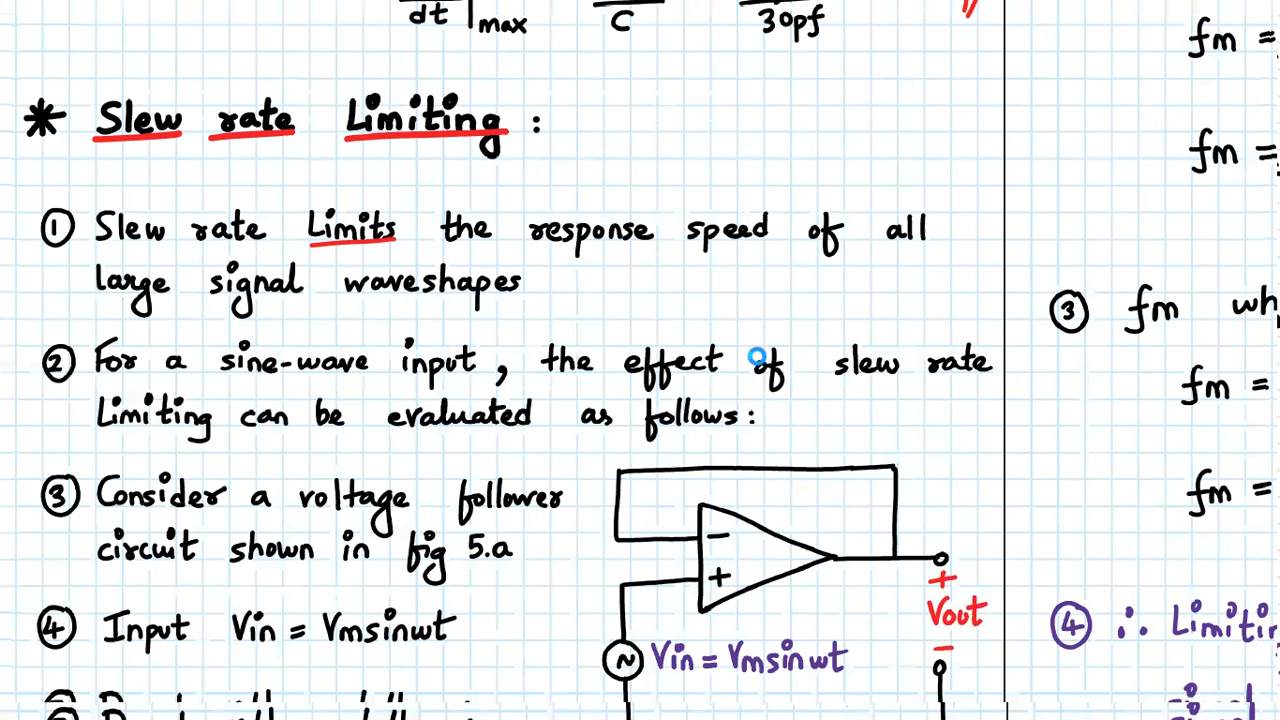 dt |max C 30pf
* Slew rate Limiting :
① Slew rate Limits the response speed of all
large signal waveshapes
② For a sine-wave input, the effect of slew rate
Limiting can be evaluated as follows:
③ Consider a voltage follower
circuit shown in fig 5.a
④ Input Vin = Vmsinwt
−
+
+
Vout
−
Vin = Vmsinwt
fm =
fm =
③ fm wh
fm =
fm =
④ ∴ Limitin
signal